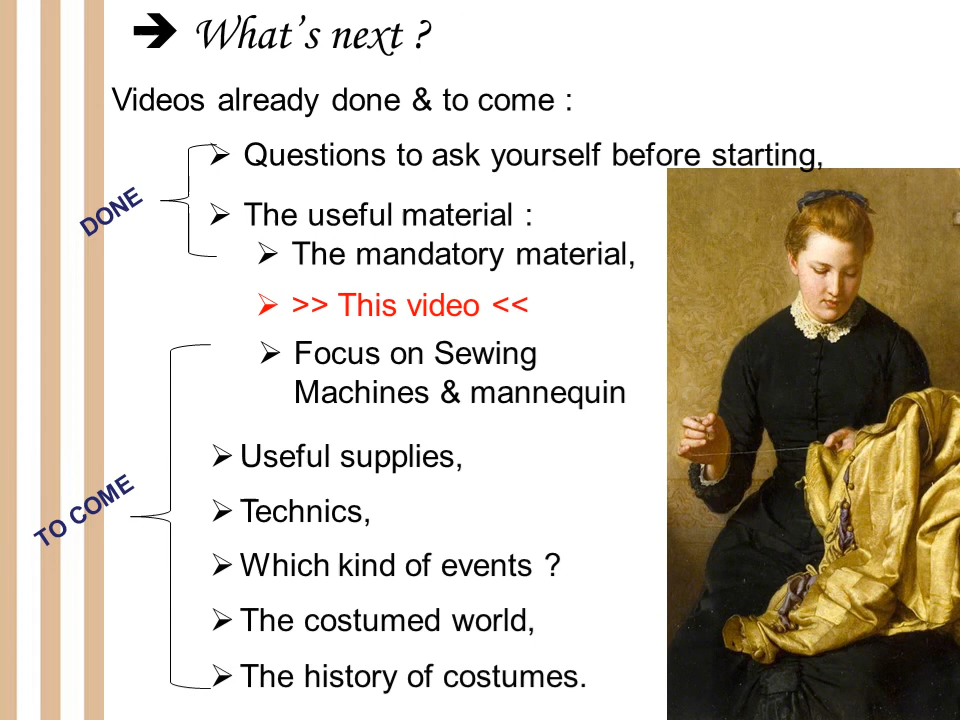 ➔ What's next ?
Videos already done & to come :
➢ Questions to ask yourself before starting,
DONE
➢ The useful material :
➢ The mandatory material,
➢ >> This video <<
➢ Focus on Sewing
Machines & mannequin
➢ Useful supplies,
TO COME
➢ Technics,
➢ Which kind of events ?
➢ The costumed world,
➢ The history of costumes.